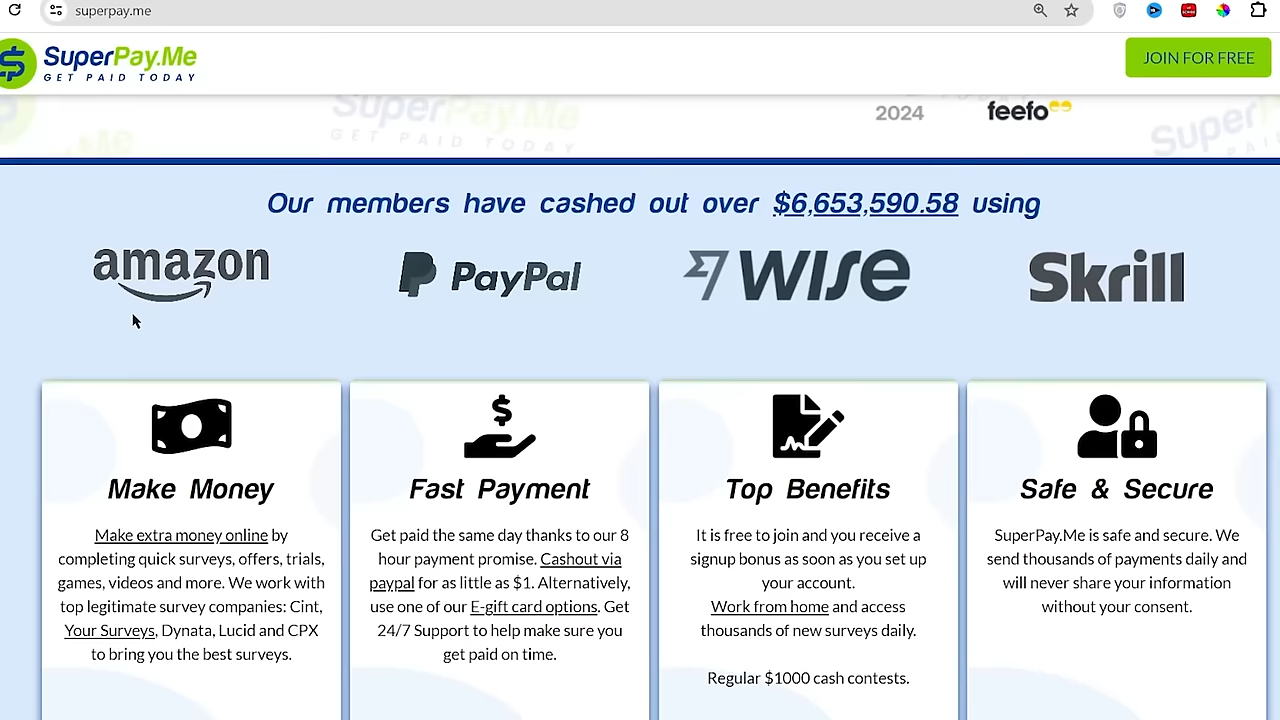 superpay.me
SuperPay.Me
GET PAID TODAY
JOIN FOR FREE
SuperPay.Me
GET PAID TODAY
2024
feefo
Super
Our members have cashed out over $6,653,590.58 using
amazon
PayPal
WISE
Skrill
Make Money
Make extra money online by
completing quick surveys, offers, trials,
games, videos and more. We work with
top legitimate survey companies: Cint,
Your Surveys, Dynata, Lucid and CPX
to bring you the best surveys.
Fast Payment
Get paid the same day thanks to our 8
hour payment promise. Cashout via
paypal for as little as $1. Alternatively,
use one of our E-gift card options. Get
24/7 Support to help make sure you
get paid on time.
Top Benefits
It is free to join and you receive a
signup bonus as soon as you set up
your account.
Work from home and access
thousands of new surveys daily.
Regular $1000 cash contests.
Safe & Secure
SuperPay.Me is safe and secure. We
send thousands of payments daily and
will never share your information
without your consent.